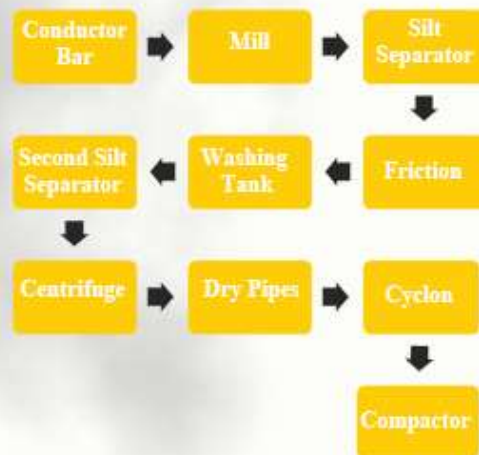 Conductor
Bar
Mill
Silt
Separator
Second Silt
Separator
Washing
Tank
Friction
Centrifuge
Dry Pipes
Cyclon
Compactor